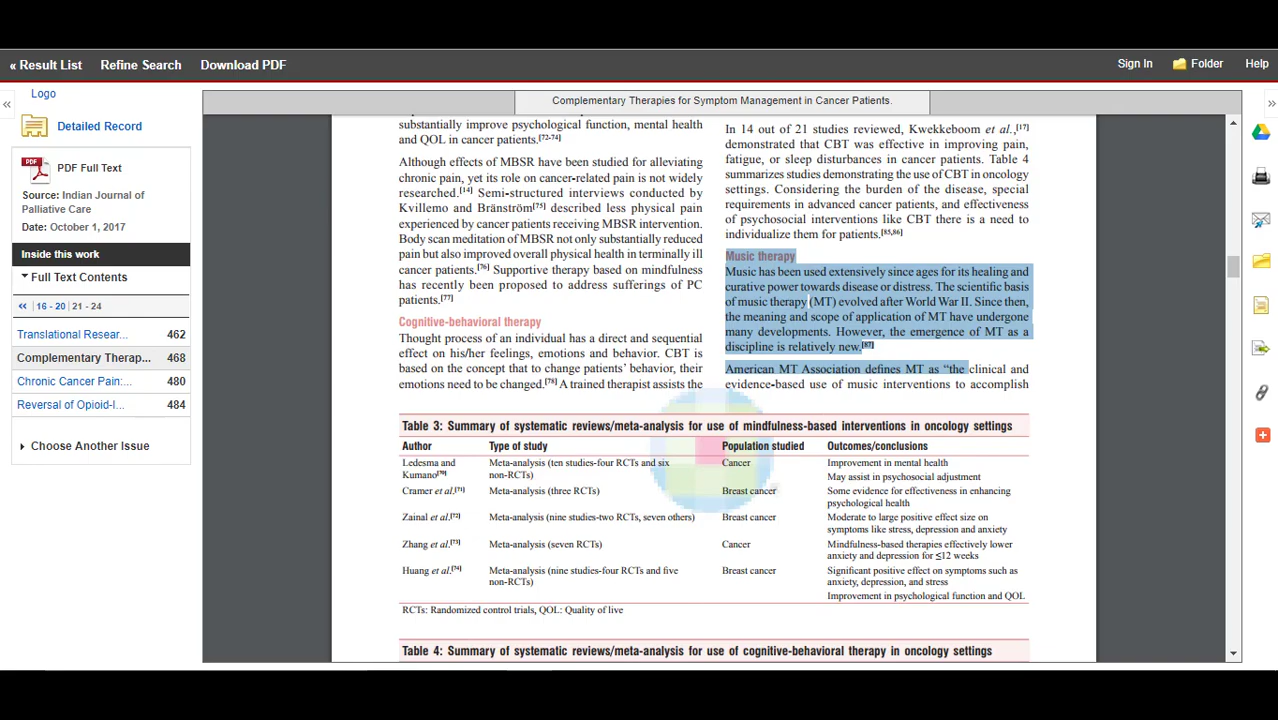 « Result List Refine Search Download PDF Sign In Folder Help
Logo
Detailed Record
PDF PDF Full Text
Source: Indian Journal of
Palliative Care
Date: October 1, 2017
Inside this work
Full Text Contents
«« 16 - 20 21 - 24
Translational Resear... 462
Complementary Therap... 468
Chronic Cancer Pain:... 480
Reversal of Opioid-I... 484
Choose Another Issue
Complementary Therapies for Symptom Management in Cancer Patients.
substantially improve psychological function, mental health
and QOL in cancer patients.[72-74]
Although effects of MBSR have been studied for alleviating
chronic pain, yet its role on cancer-related pain is not widely
researched.[14] Semi-structured interviews conducted by
Kvillemo and Bränström[75] described less physical pain
experienced by cancer patients receiving MBSR intervention.
Body scan meditation of MBSR not only substantially reduced
pain but also improved overall physical health in terminally ill
cancer patients.[76] Supportive therapy based on mindfulness
has recently been proposed to address sufferings of PC
patients.[77]
Cognitive-behavioral therapy
Thought process of an individual has a direct and sequential
effect on his/her feelings, emotions and behavior. CBT is
based on the concept that to change patients' behavior, their
emotions need to be changed.[78] A trained therapist assists the
In 14 out of 21 studies reviewed, Kwekkeboom et al.,[17]
demonstrated that CBT was effective in improving pain,
fatigue, or sleep disturbances in cancer patients. Table 4
summarizes studies demonstrating the use of CBT in oncology
settings. Considering the burden of the disease, special
requirements in advanced cancer patients, and effectiveness
of psychosocial interventions like CBT there is a need to
individualize them for patients.[85,86]
Music therapy
Music has been used extensively since ages for its healing and
curative power towards disease or distress. The scientific basis
of music therapy (MT) evolved after World War II. Since then,
the meaning and scope of application of MT have undergone
many developments. However, the emergence of MT as a
discipline is relatively new.[87]
American MT Association defines MT as “the clinical and
evidence-based use of music interventions to accomplish
Table 3: Summary of systematic reviews/meta-analysis for use of mindfulness-based interventions in oncology settings
Author Type of study Population studied Outcomes/conclusions
Ledesma and Meta-analysis (ten studies-four RCTs and six Cancer Improvement in mental health
Kumano[70] non-RCTs) May assist in psychosocial adjustment
Cramer et al.[71] Meta-analysis (three RCTs) Breast cancer Some evidence for effectiveness in enhancing
psychological health
Zainal et al.[72] Meta-analysis (nine studies-two RCTs, seven others) Breast cancer Moderate to large positive effect size on
symptoms like stress, depression and anxiety
Zhang et al.[73] Meta-analysis (seven RCTs) Cancer Mindfulness-based therapies effectively lower
anxiety and depression for ≤12 weeks
Huang et al.[74] Meta-analysis (nine studies-four RCTs and five Breast cancer Significant positive effect on symptoms such as
non-RCTs) anxiety, depression, and stress
Improvement in psychological function and QOL
RCTs: Randomized control trials, QOL: Quality of live
Table 4: Summary of systematic reviews/meta-analysis for use of cognitive-behavioral therapy in oncology settings